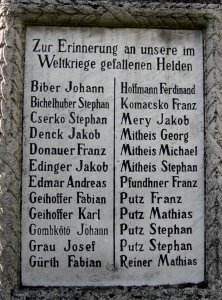 Zur Erinnerung an unsere im
Weltkriege gefallenen Helden
Biber Johann
Bichelhuber Stephan
Cserkö Stephan
Denck Jakob
Donauer Franz
Edinger Jakob
Edmar Andreas
Geihoffer Fabian
Geihoffer Karl
Gombkötö Johann
Grau Josef
Gürth Fabian
Hoffmann Ferdinand
Komacsko Franz
Mery Jakob
Mitheis Georg
Mitheis Michael
Mitheis Stephan
Pfundhner Franz
Putz Franz
Putz Mathias
Putz Stephan
Putz Stephan
Reiner Mathias